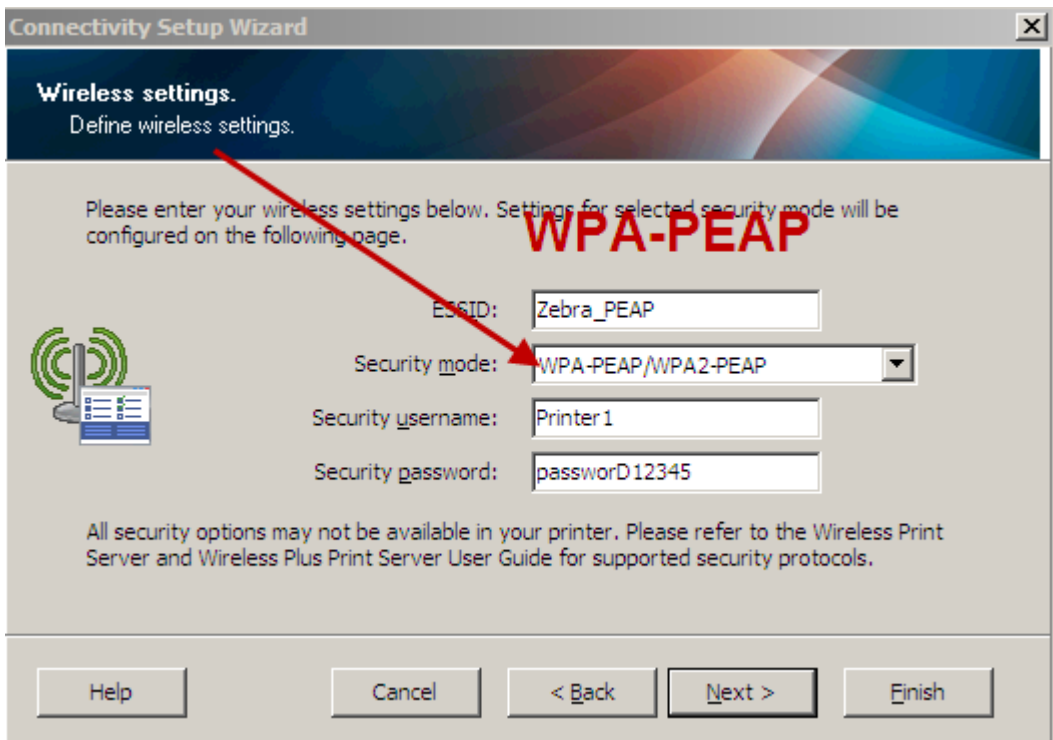 Connectivity Setup Wizard
Wireless settings.
Define wireless settings.
Please enter your wireless settings below. Settings for selected security mode will be
configured on the following page.
WPA-PEAP
ESSID: Zebra_PEAP
Security mode: WPA-PEAP/WPA2-PEAP
Security username: Printer1
Security password: passworD12345
All security options may not be available in your printer. Please refer to the Wireless Print
Server and Wireless Plus Print Server User Guide for supported security protocols.
Help Cancel < Back Next > Finish